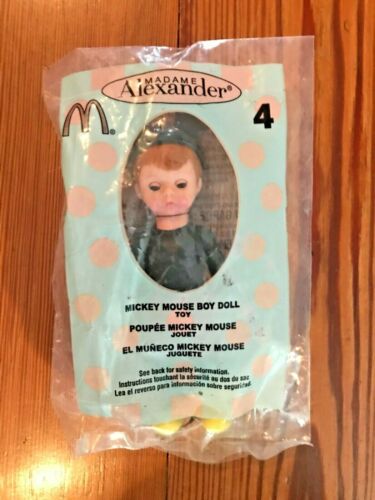 MADAME
Alexander®
M®
4
MICKEY MOUSE BOY DOLL
TOY
POUPÉE MICKEY MOUSE
JOUET
EL MUÑECO MICKEY MOUSE
JUGUETE
See back for safety information.
Instructions touchant la sécurité au dos du sac
Lea el reverso para información sobre seguridad.